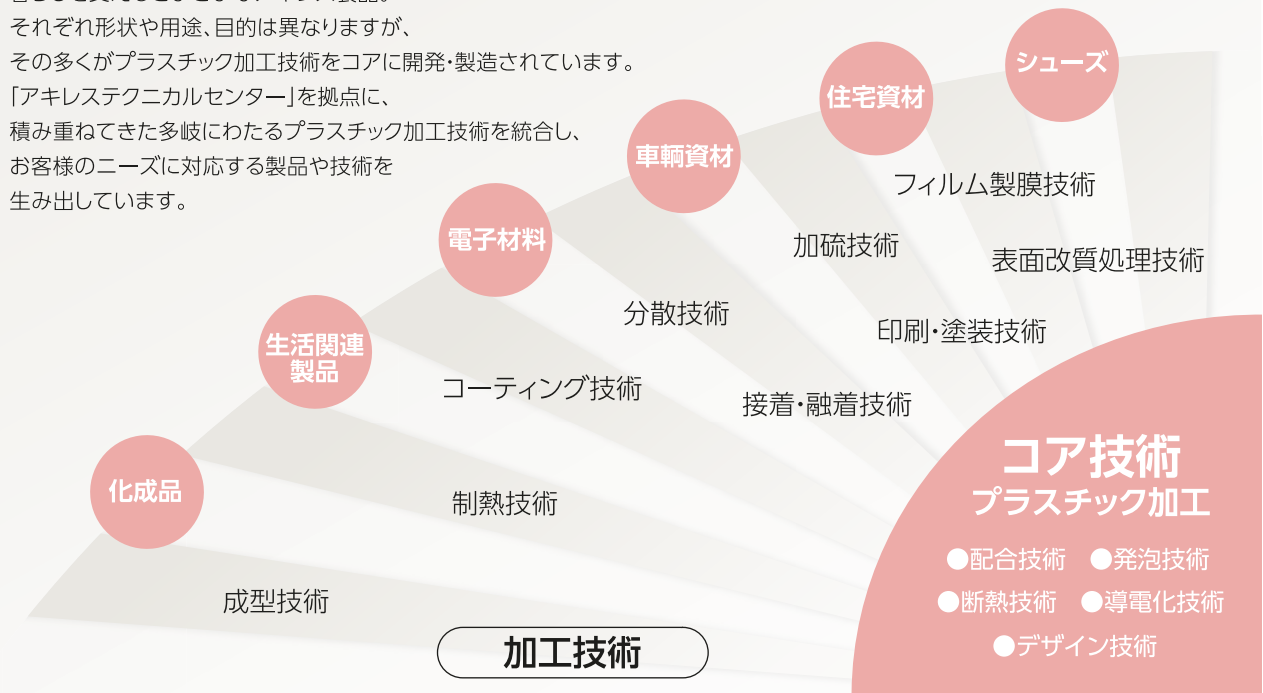 それぞれ形状や用途、目的は異なりますが、
その多くがプラスチック加工技術をコアに開発・製造されています。
「アキレステクニカルセンター」を拠点に、
積み重ねてきた多岐にわたるプラスチック加工技術を統合し、
お客様のニーズに対応する製品や技術を
生み出しています。
シューズ
住宅資材
車輌資材
電子材料
生活関連
製品
化成品
フィルム製膜技術
加硫技術
表面改質処理技術
分散技術
印刷・塗装技術
コーティング技術
接着・融着技術
制熱技術
成型技術
加工技術
コア技術
プラスチック加工
●配合技術 ●発泡技術
●断熱技術 ●導電化技術
●デザイン技術